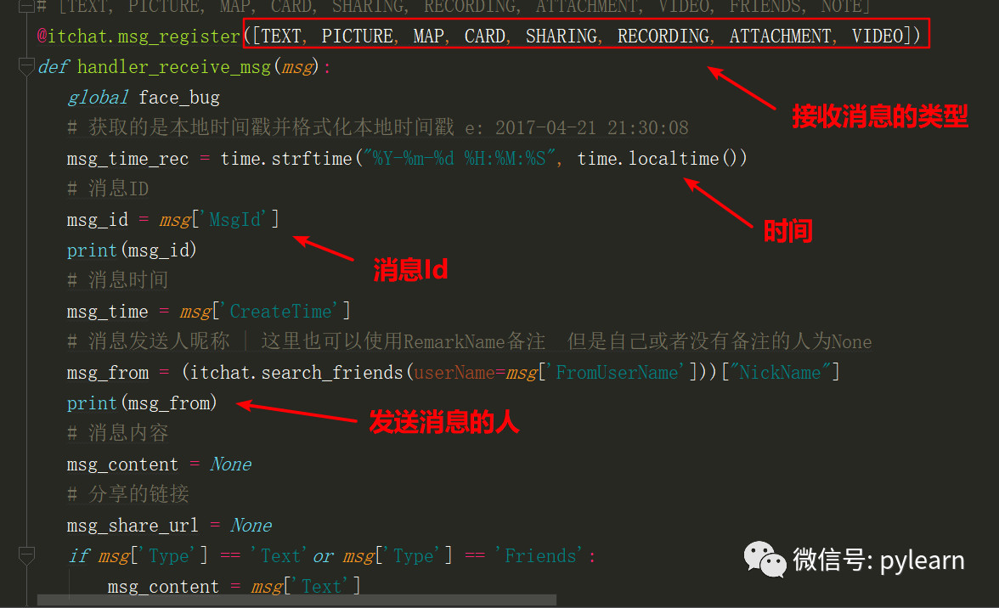 # [TEXT, PICTURE, MAP, CARD, SHARING, RECORDING, ATTACHMENT, VIDEO, FRIENDS, NOTE]
@itchat.msg_register([TEXT, PICTURE, MAP, CARD, SHARING, RECORDING, ATTACHMENT, VIDEO])
def handler_receive_msg(msg):
global face_bug
接收消息的类型
# 获取的是本地时间戳并格式化本地时间戳 e: 2017-04-21 21:30:08
msg_time_rec = time.strftime("%Y-%m-%d %H:%M:%S", time.localtime())
# 消息ID
msg_id = msg['MsgId']
时间
print(msg_id)
消息Id
# 消息时间
msg_time = msg['CreateTime']
# 消息发送人昵称 | 这里也可以使用RemarkName备注 但是自己或者没有备注的人为None
msg_from = (itchat.search_friends(userName=msg['FromUserName']))["NickName"]
print(msg_from)
发送消息的人
# 消息内容
msg_content = None
# 分享的链接
msg_share_url = None
if msg['Type'] == 'Text'or msg['Type'] == 'Friends':
微信号: pylearn
msg_content = msg['Text']